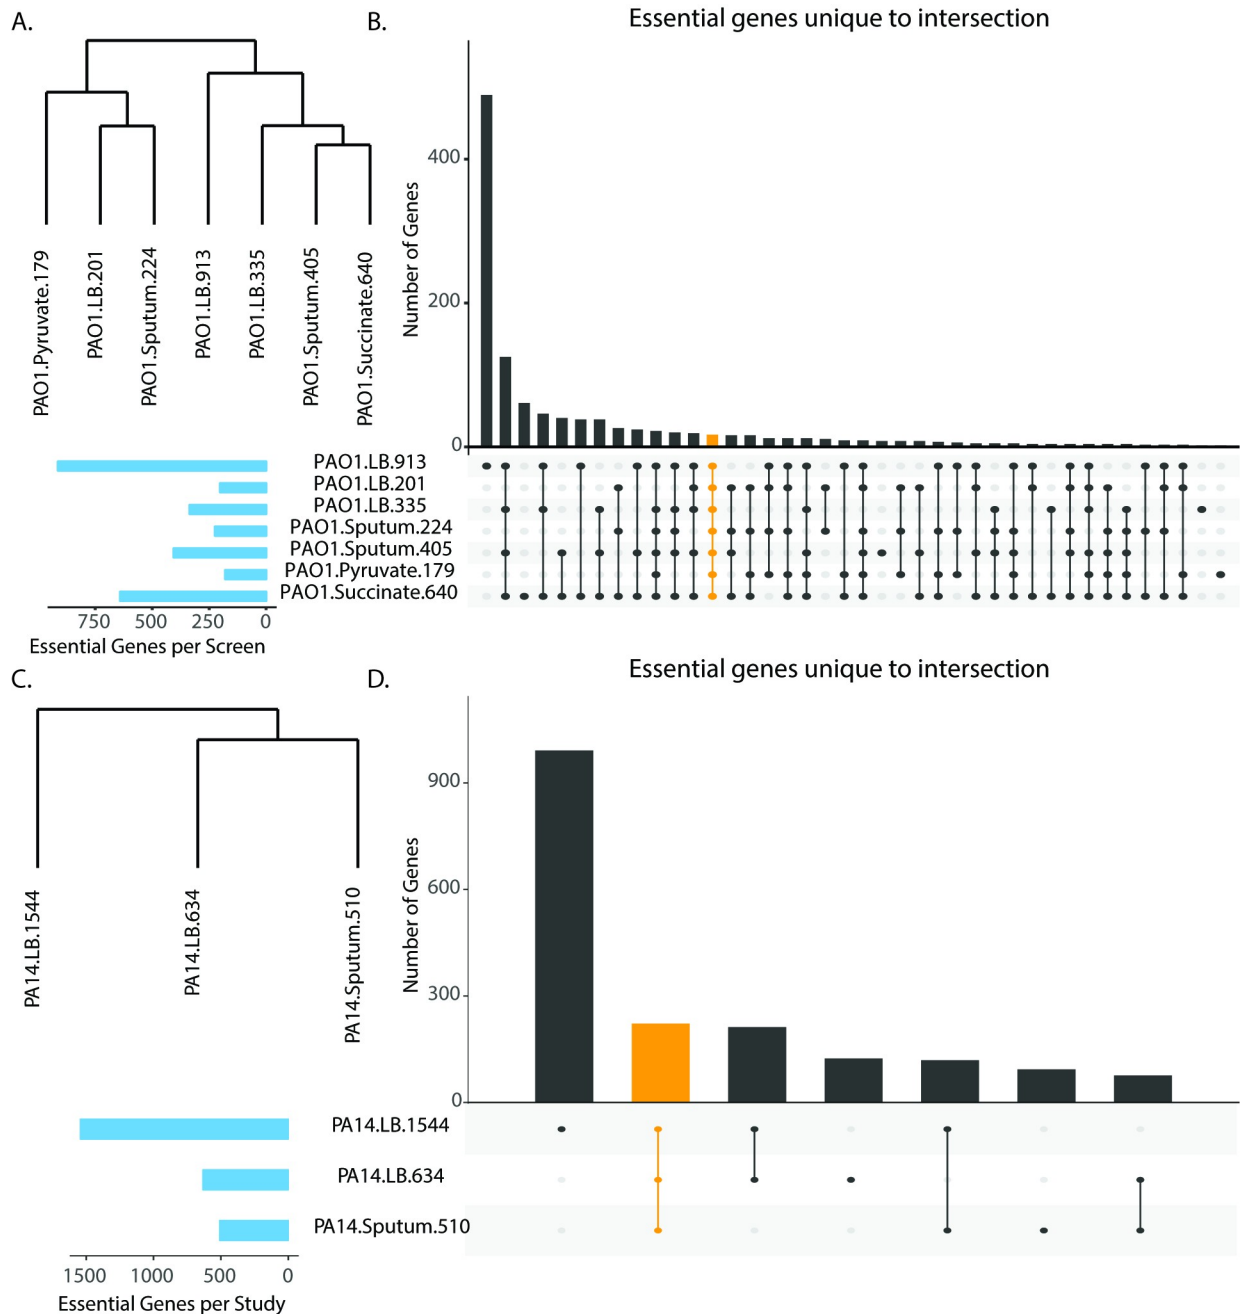 A.
B.
Essential genes unique to intersection
PAO1.Pyruvate.179
PAO1.LB.201
PAO1.Sputum.224
PAO1.LB.913
PAO1.LB.335
PAO1.Sputum.405
PAO1.Succinate.640
Number of Genes
400
200
0
PAO1.LB.913
PAO1.LB.201
PAO1.LB.335
PAO1.Sputum.224
PAO1.Sputum.405
PAO1.Pyruvate.179
PAO1.Succinate.640
750 500 250 0
Essential Genes per Screen
C.
D.
Essential genes unique to intersection
PA14.LB.1544
PA14.LB.634
PA14.Sputum.510
Number of Genes
900
600
300
0
PA14.LB.1544
PA14.LB.634
PA14.Sputum.510
1500 1000 500 0
Essential Genes per Study